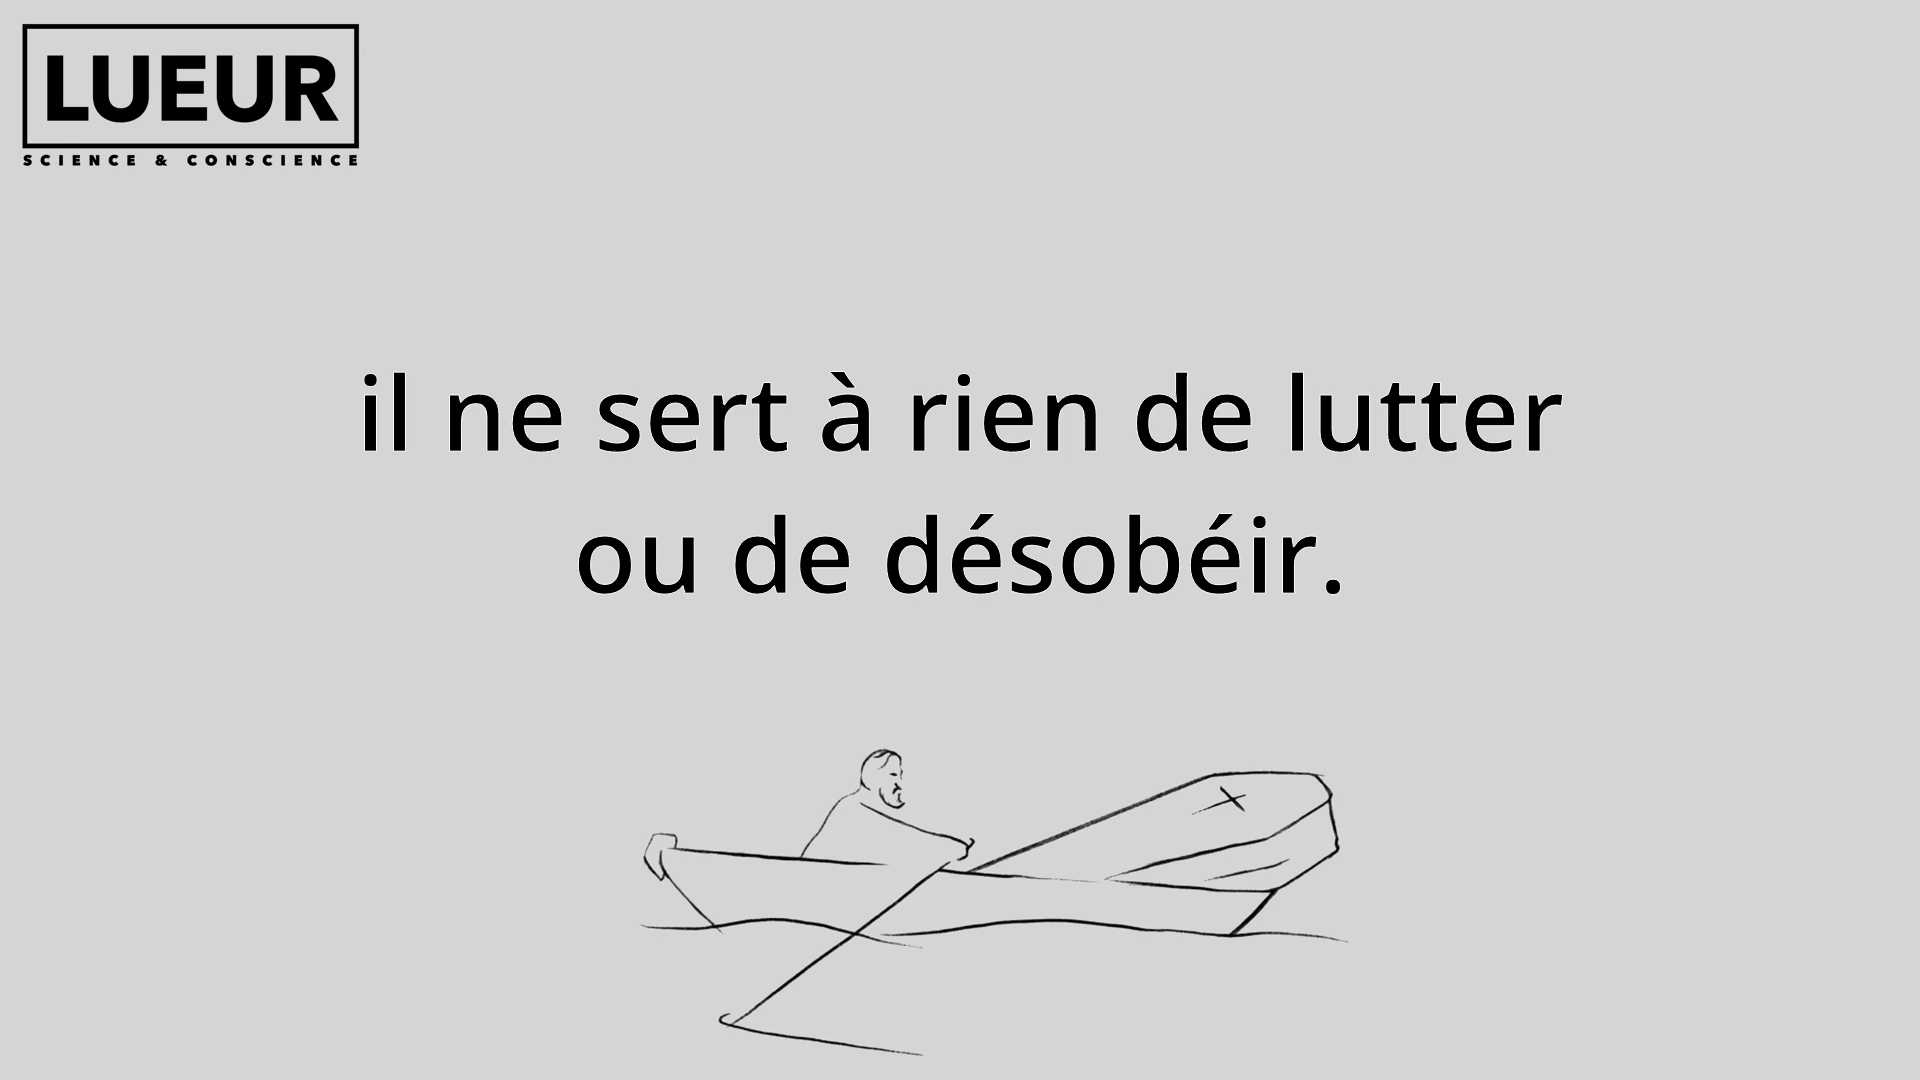 LUEUR
SCIENCE & CONSCIENCE
il ne sert à rien de lutter
ou de désobéir.